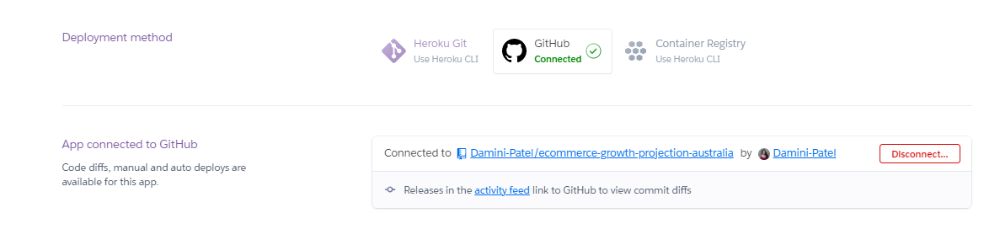 Deployment method
Heroku Git
Use Heroku CLI
GitHub
Connected
Container Registry
Use Heroku CLI
App connected to GitHub
Code diffs, manual and auto deploys are
available for this app.
Connected to Damini-Patel/ecommerce-growth-projection-australia by Damini-Patel
Disconnect...
Releases in the activity feed link to GitHub to view commit diffs